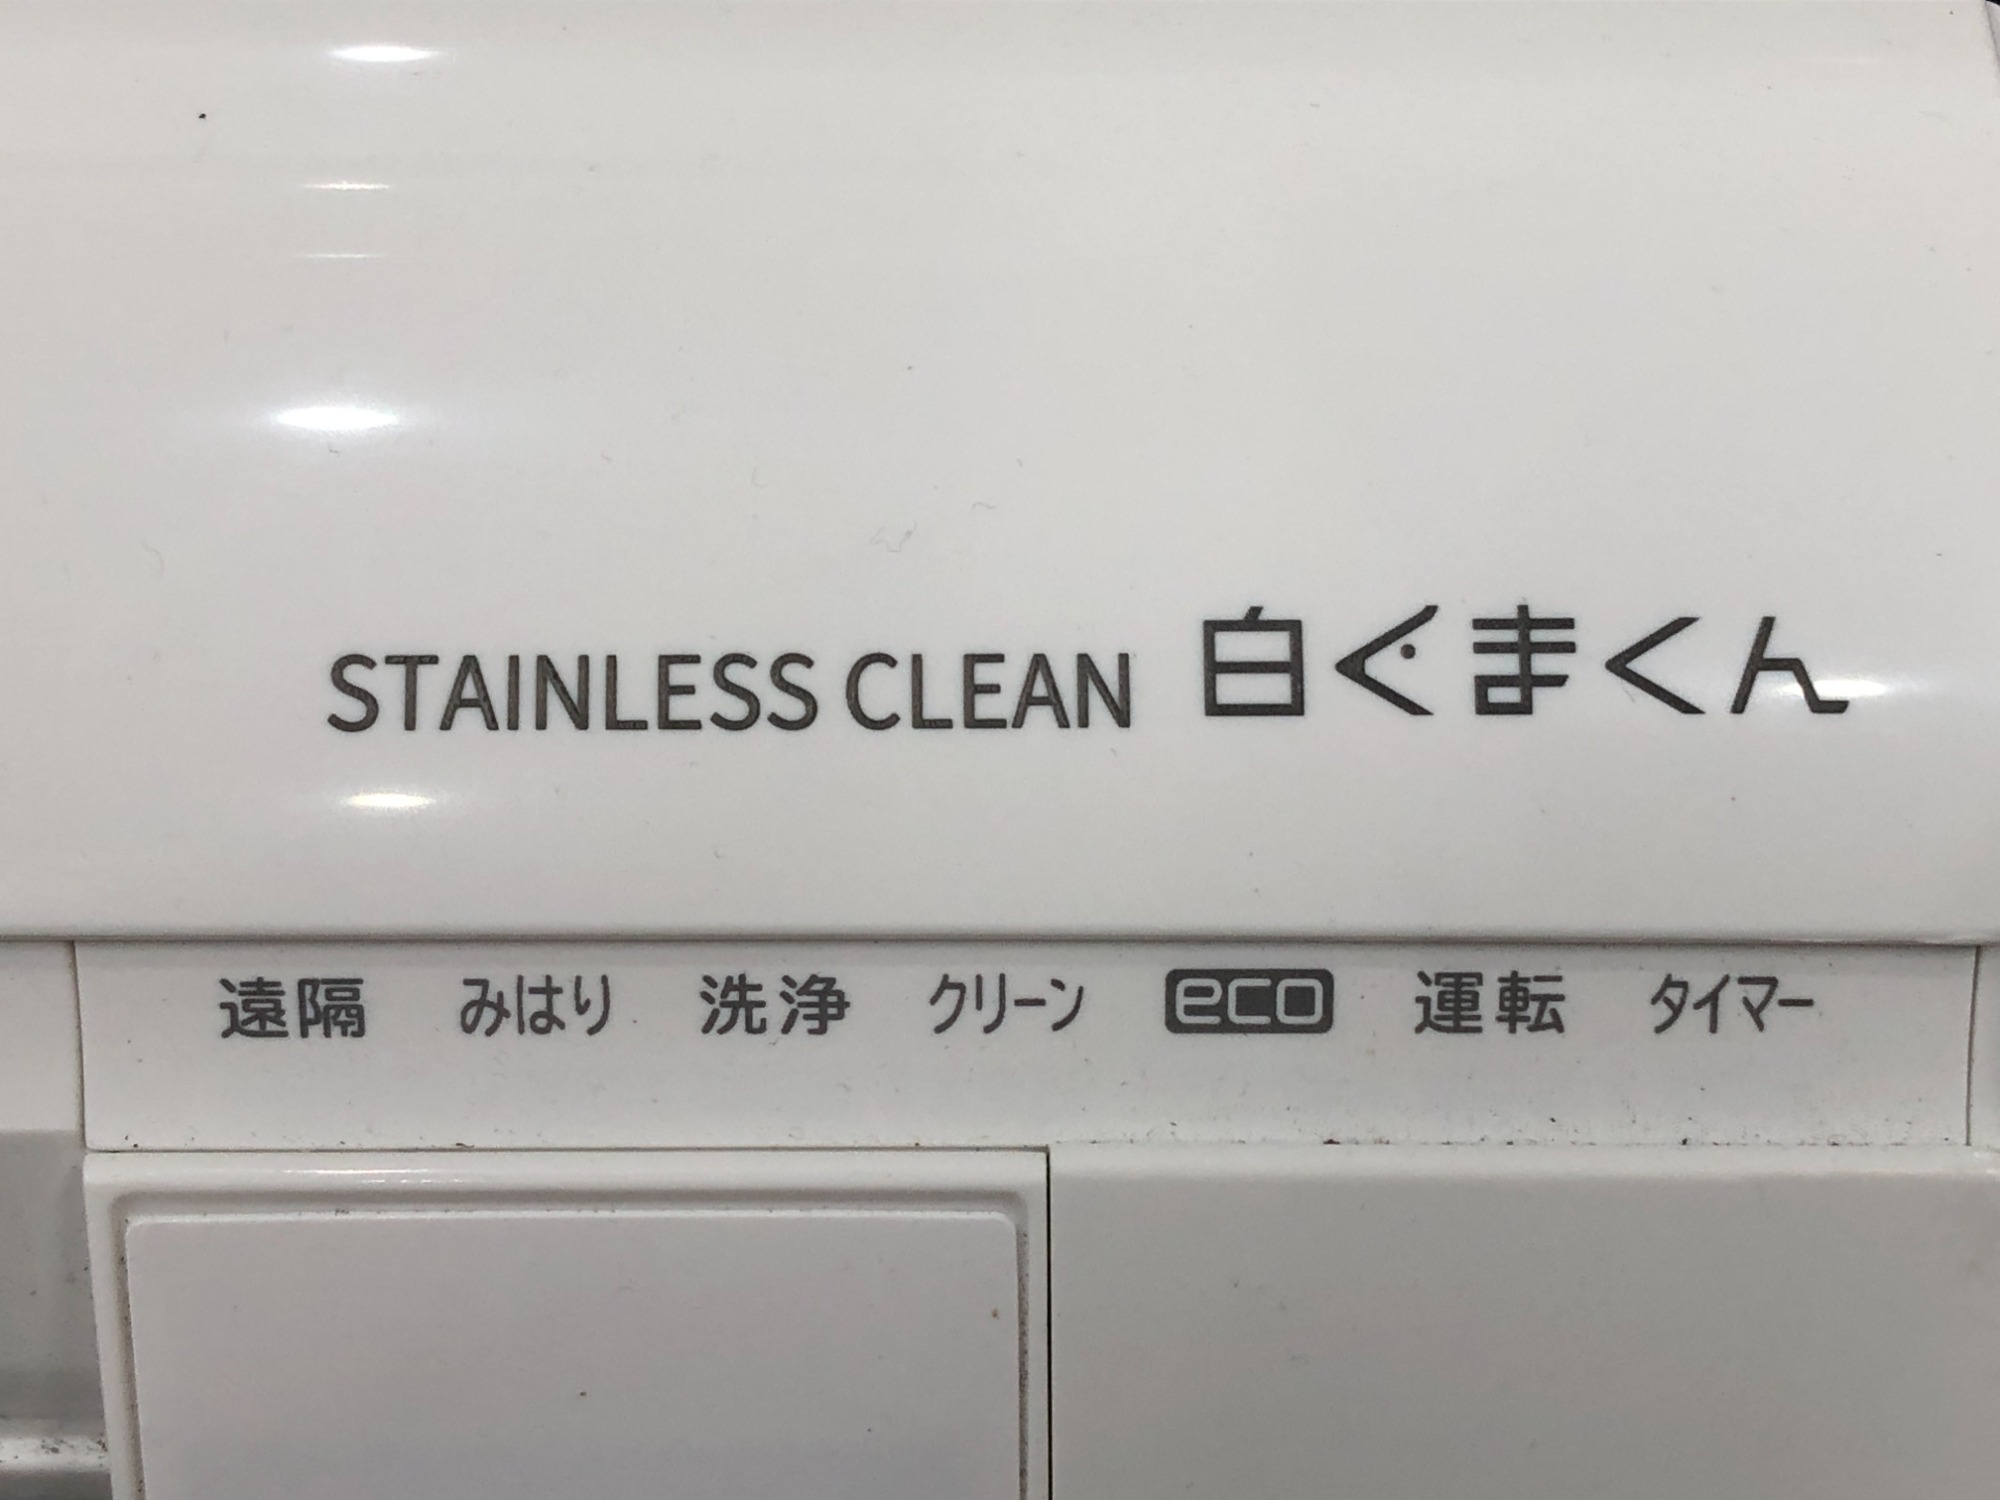 STAINLESS CLEAN 白くまくん
遠隔 みはり 洗浄 クリーン eco 運転 タイマー